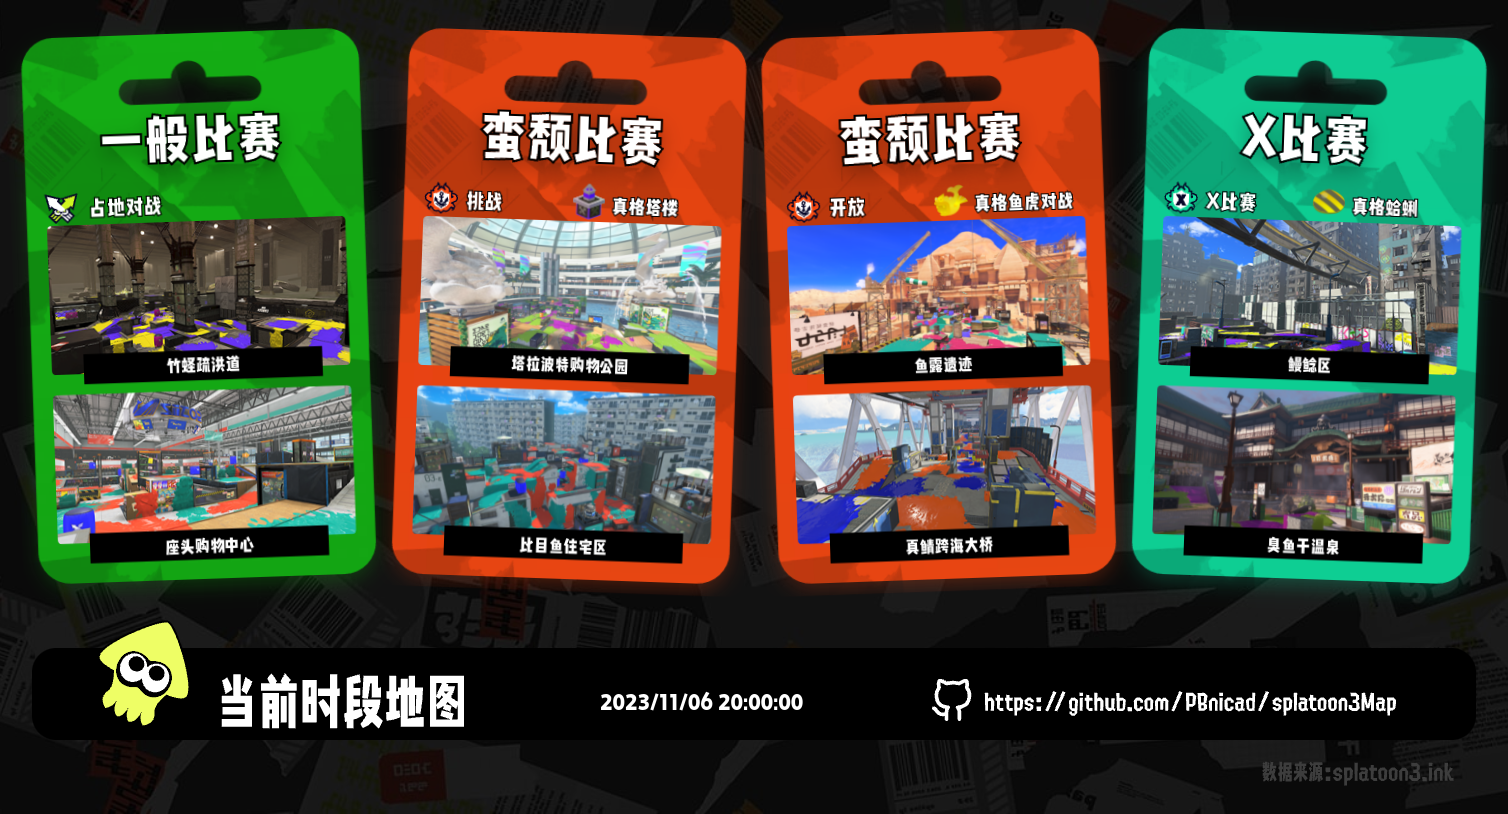 一般比赛
占地对战
竹蛏疏洪道
座头购物中心
蛮颓比赛
挑战
真格塔楼
塔拉波特购物公园
比目鱼住宅区
蛮颓比赛
开放
真格鱼虎对战
鱼露遗迹
真鲭跨海大桥
X比赛
X比赛
真格蛤蜊
鳗鲶区
臭鱼干温泉
当前时段地图
2023/11/06 20:00:00
https://github.com/PBnicad/splatoon3Map
数据来源:splatoon3.ink